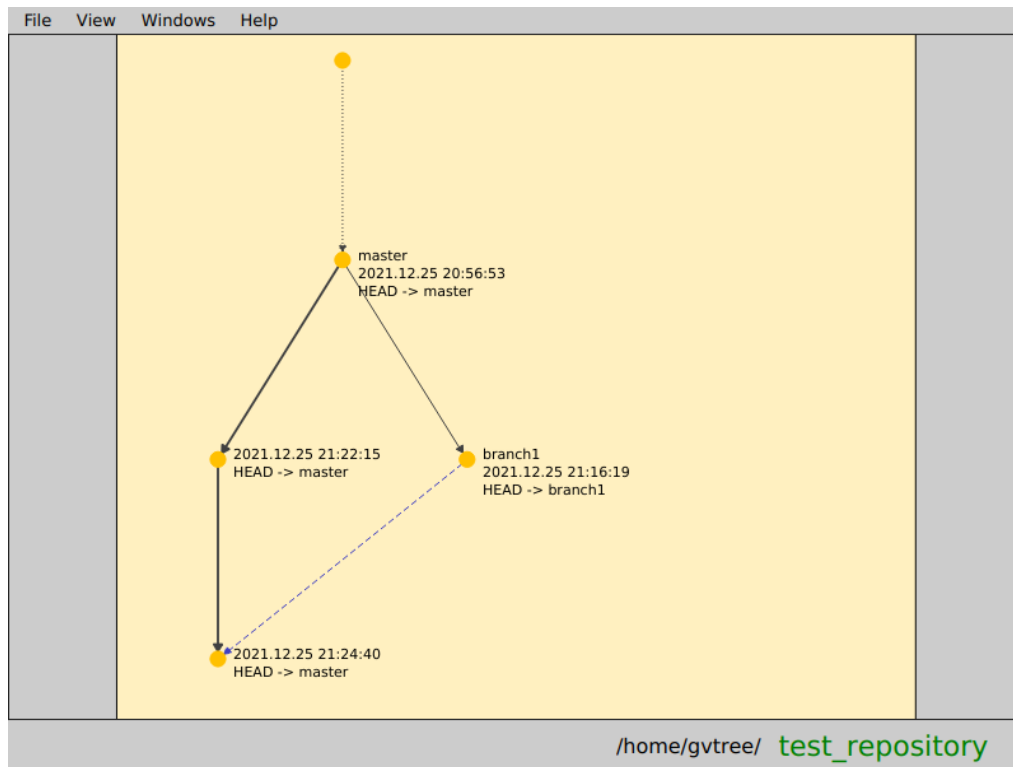 File View Windows Help
master
2021.12.25 20:56:53
HEAD -> master
2021.12.25 21:22:15
HEAD -> master
branch1
2021.12.25 21:16:19
HEAD -> branch1
2021.12.25 21:24:40
HEAD -> master
/home/gvtree/ test_repository